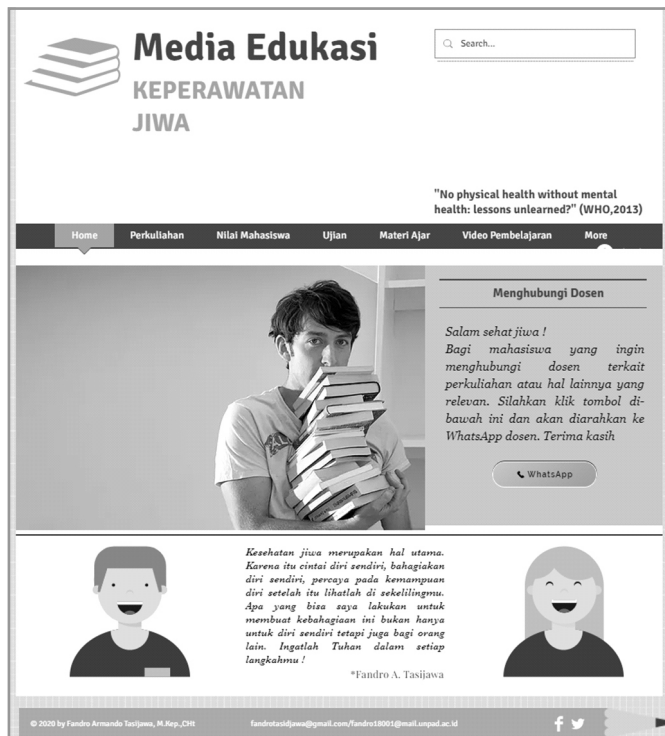 Media Edukasi
KEPERAWATAN
JIWA
Search...
"No physical health without mental
health: lessons unlearned?" (WHO,2013)
Home Perkuliahan Nilai Mahasiswa Ujian Materi Ajar Video Pembelajaran More
Menghubungi Dosen
Salam sehat jiwa !
Bagi mahasiswa yang ingin
menghubungi dosen terkait
perkuliahan atau hal lainnya yang
relevan. Silahkan klik tombol di-
bawah ini dan akan diarahkan ke
WhatsApp dosen. Terima kasih
WhatsApp
Kesehatan jiwa merupakan hal utama.
Karena itu cintai diri sendiri, bahagiakan
diri sendiri, percaya pada kemampuan
diri setelah itu lihatlah di sekelilingmu.
Apa yang bisa saya lakukan untuk
membuat kebahagiaan ini bukan hanya
untuk diri sendiri tetapi juga bagi orang
lain. Ingatlah Tuhan dalam setiap
langkahmu !
*Fandro A. Tasijawa
© 2020 by Fandro Armando Tasijawa, M.Kep.,CHt fandrotasidjawa@gmail.com/fandro18001@mail.unpad.ac.id